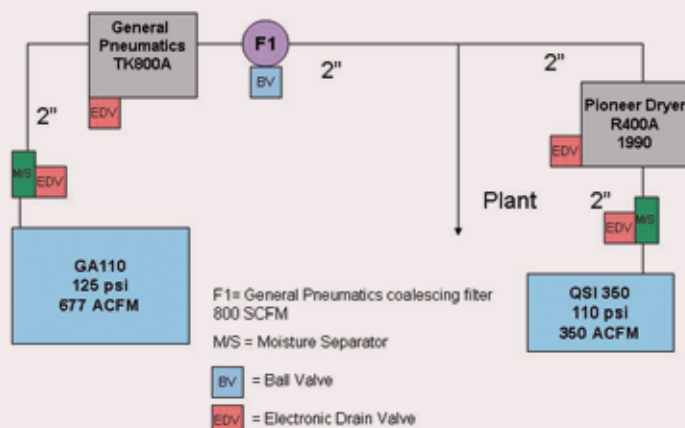 General
Pneumatics
TK800A
F1
BV
2"
2"
2"
EDV
Pioneer Dryer
R400A
1990
EDV
M/S
EDV
Plant
2"
EDV
M/S
GA110
125 psi
677 ACFM
QSI 350
110 psi
350 ACFM
F1= General Pneumatics coalescing filter
800 SCFM
M/S = Moisture Separator
BV = Ball Valve
EDV = Electronic Drain Valve